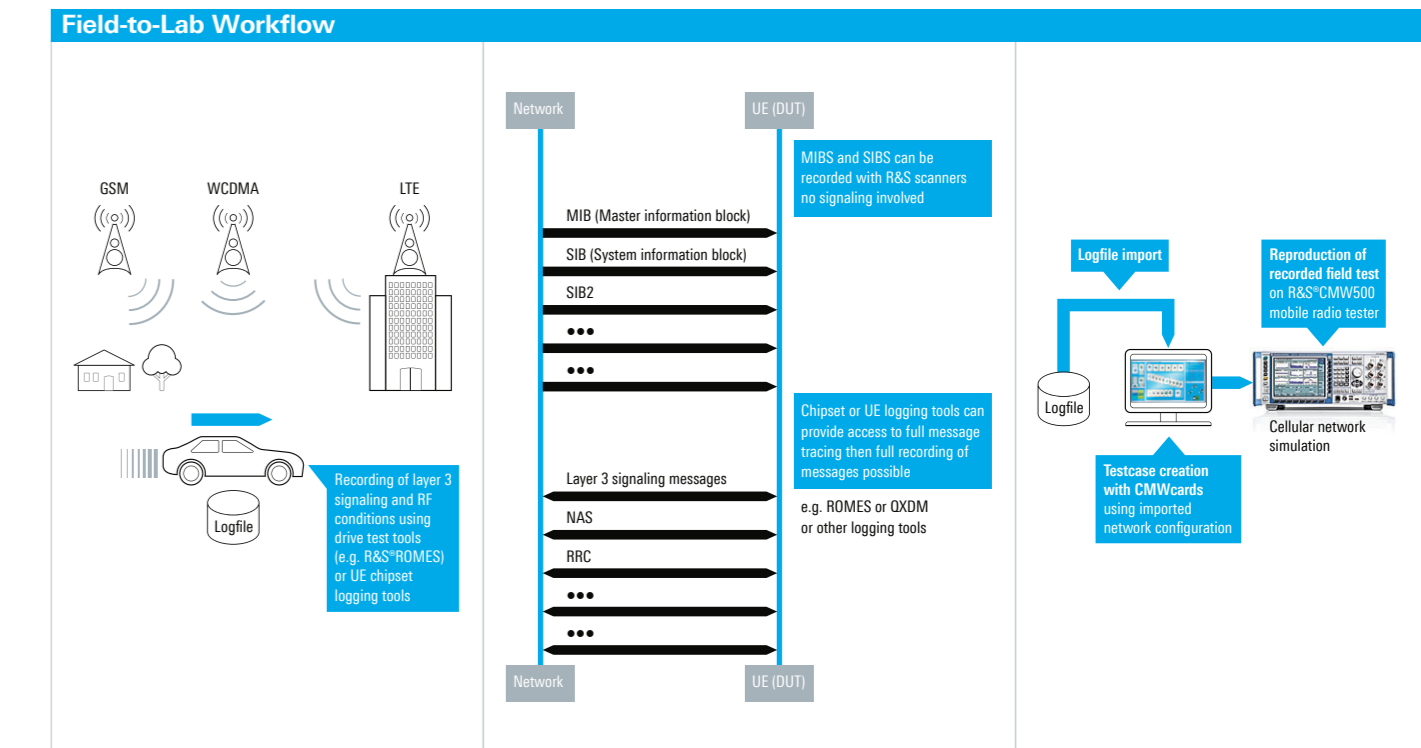 Field-to-Lab Workflow
GSM
WCDMA
LTE
Logfile
Recording of layer 3
signaling and RF
conditions using
drive test tools
(e.g. R&S®ROMES)
or UE chipset
logging tools
Network
UE (DUT)
MIBS and SIBS can be
recorded with R&S scanners
no signaling involved
MIB (Master information block)
SIB (System information block)
SIB2
●●●
●●●
Chipset or UE logging tools can
provide access to full message
tracing then full recording of
messages possible
e.g. ROMES or QXDM
or other logging tools
Layer 3 signaling messages
NAS
RRC
●●●
●●●
Network
UE (DUT)
Logfile import
Logfile
Testcase creation
with CMWcards
using imported
network configuration
Reproduction of
recorded field test
on R&S®CMW500
mobile radio tester
Cellular network
simulation